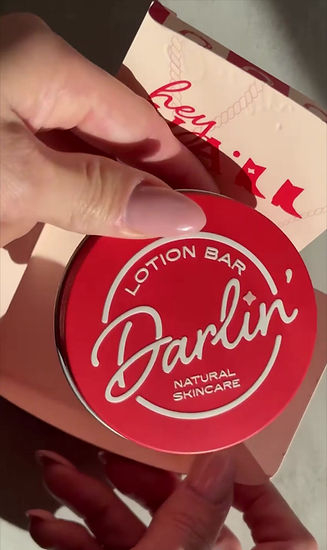 hey,
LOTION BAR
Darlin'
NATURAL
SKINCARE